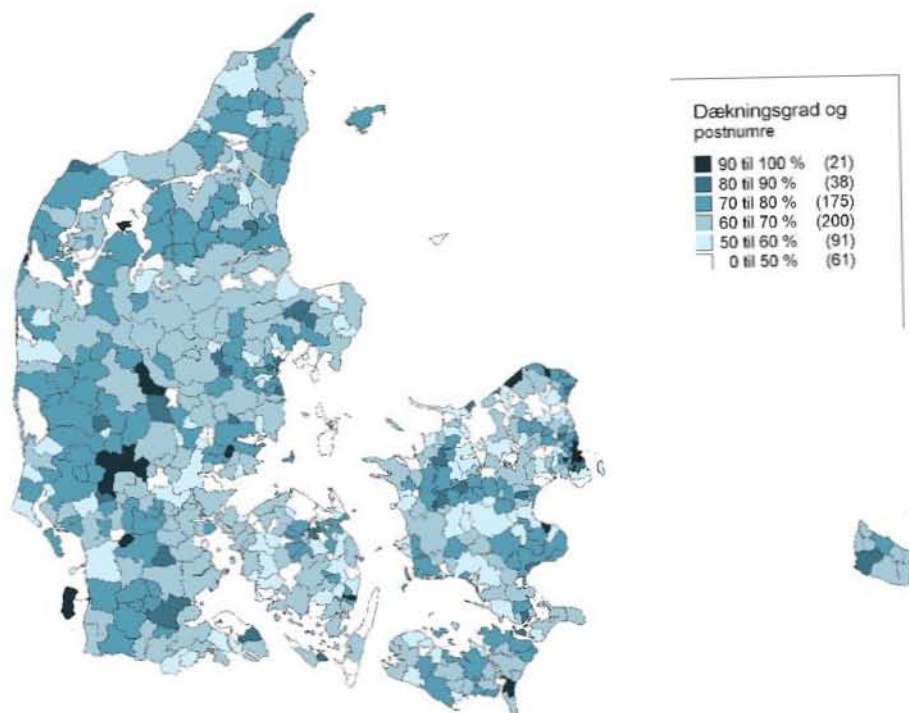 Dækningsgrad og
postnumre
90 til 100 % (21)
80 til 90 % (38)
70 til 80 % (175)
60 til 70 % (200)
50 til 60 % (91)
0 til 50 % (61)